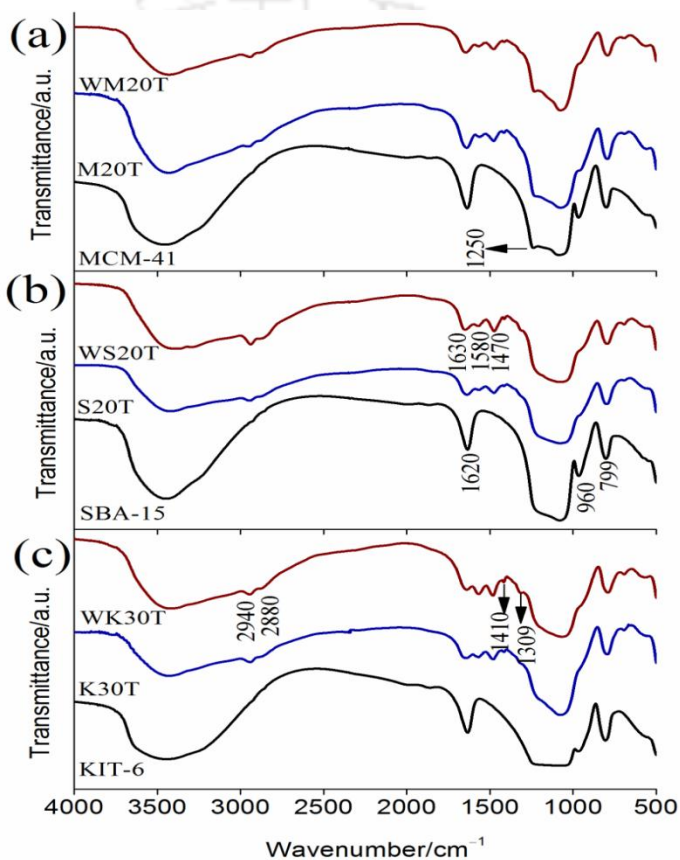 (a)
WM20T
M20T
MCM-41
1250
Transmittance/a.u.
(b)
WS20T
1630
1580
1470
S20T
1620
960
799
SBA-15
Transmittance/a.u.
(c)
WK30T
2940
2880
1410
1309
K30T
KIT-6
Transmittance/a.u.
4000 3500 3000 2500 2000 1500 1000 500
Wavenumber/cm⁻¹